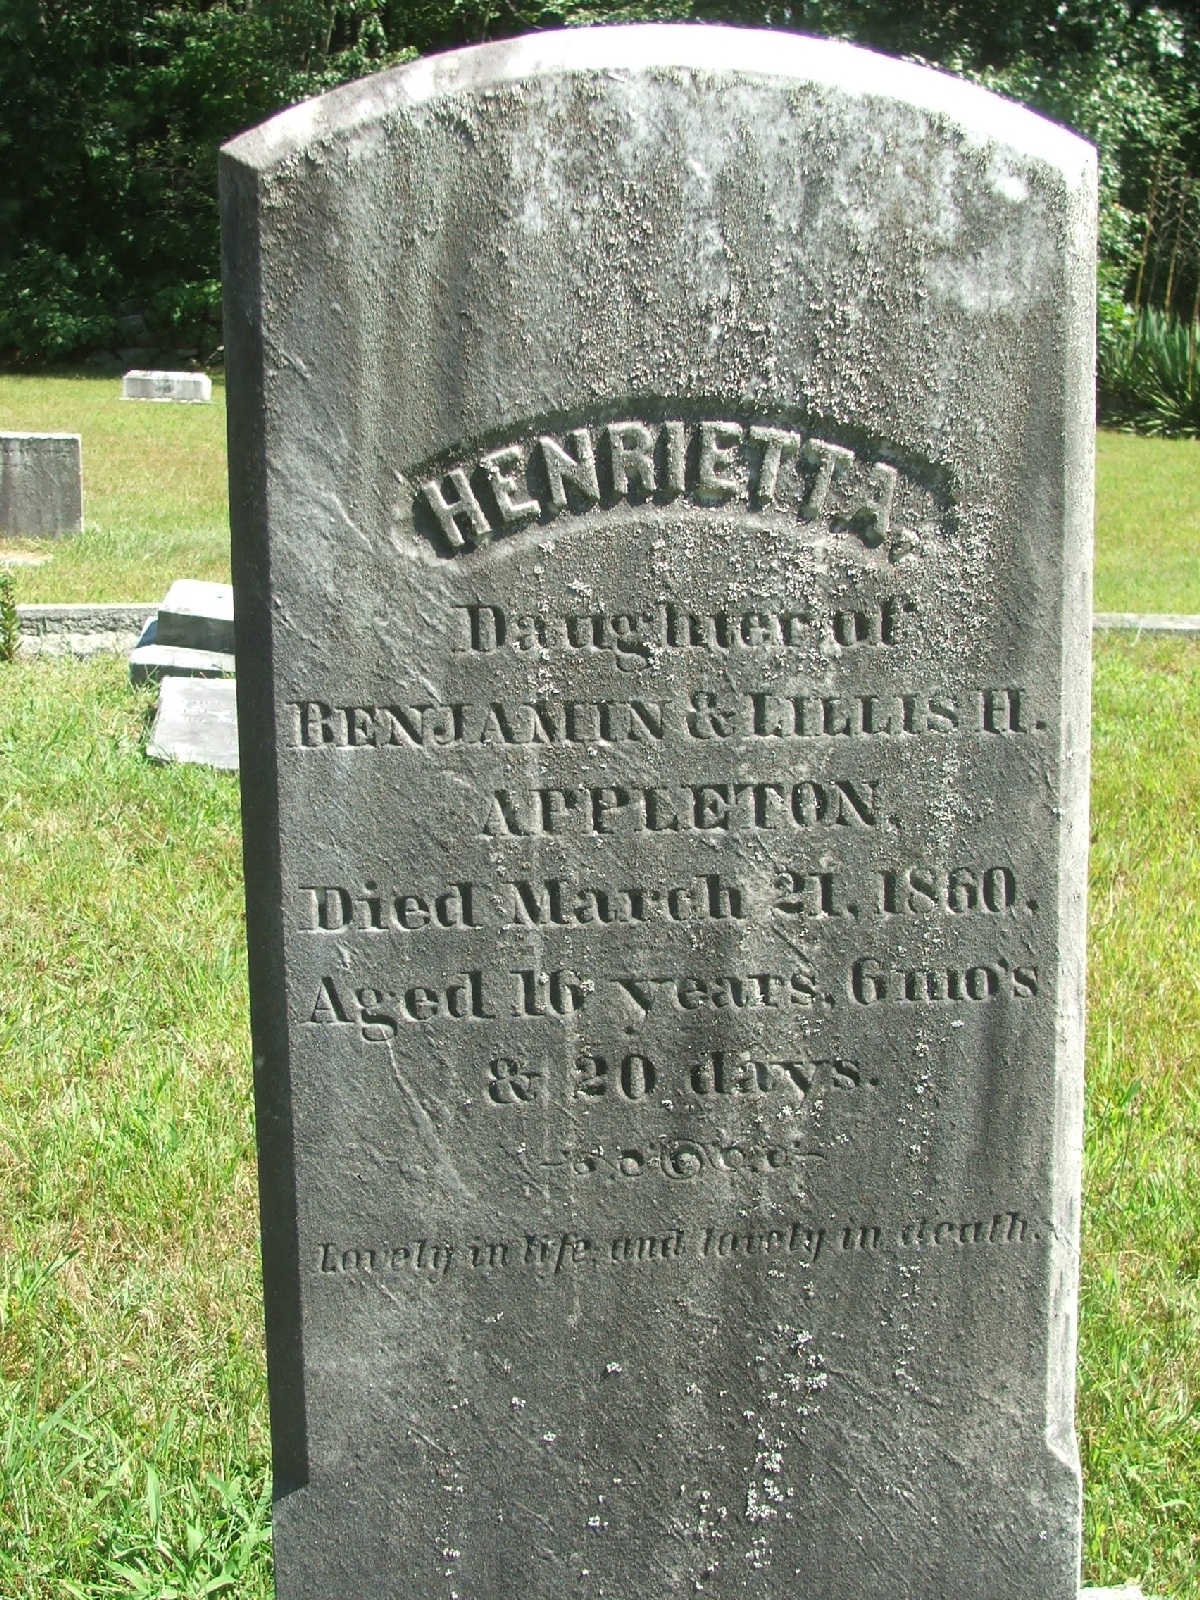 HENRIETTA,
Daughter of
BENJAMIN & LILLIS H.
APPLETON,
Died March 21, 1860,
Aged 16 years, 6 mo's
& 20 days.
Lovely in life, and lovely in death.